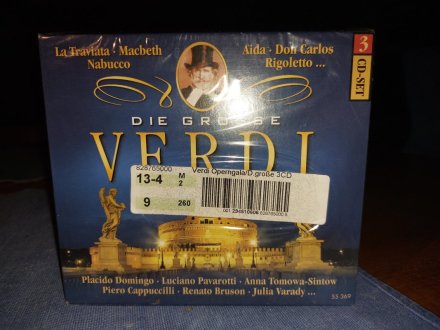 La Traviata · Macbeth
Nabucco
Aida · Don Carlos
Rigoletto ...
3
CD-SET
DIE GROSSE
VERDI
828765000
Verdi Operngala/D.große 3CD
13-4
M
2
9
260
Placido Domingo · Luciano Pavarotti · Anna Tomowa-Sintow
Piero Cappuccilli · Renato Bruson · Julia Varady ...
55 369